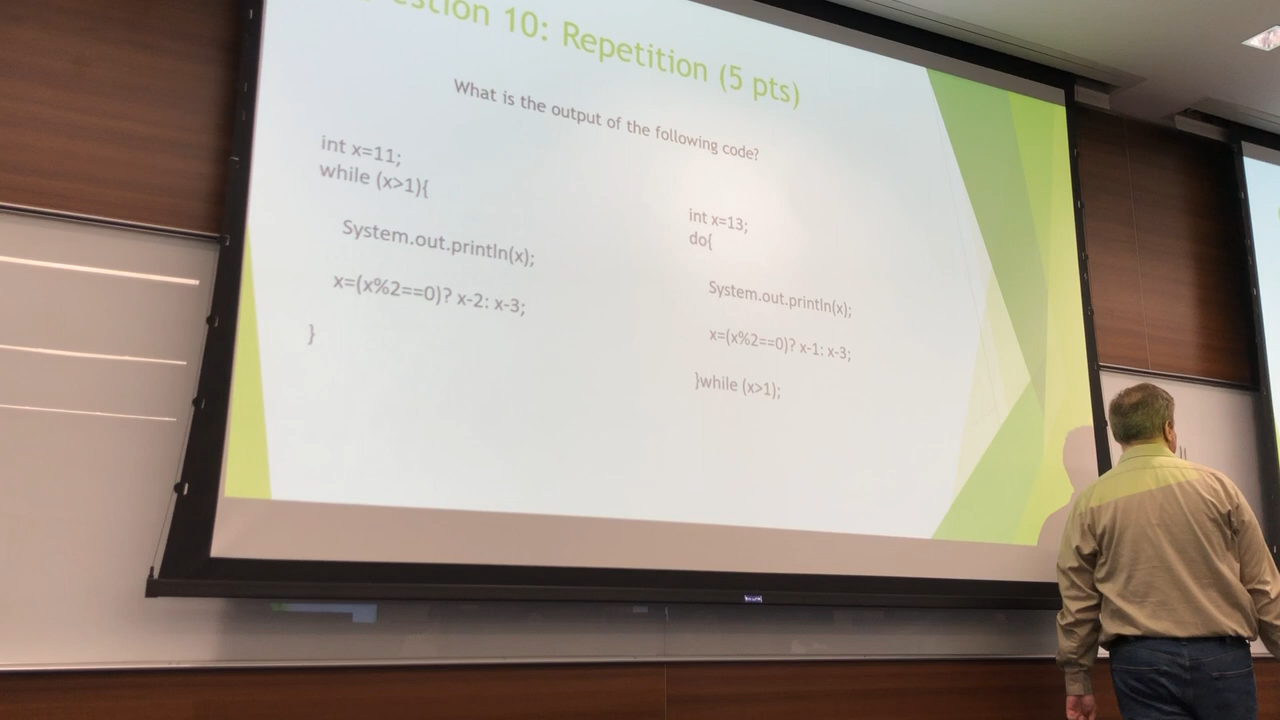 10: Repetition (5 pts)
What is the output of the following code?
int x=11;
while (x>1){
System.out.println(x);
x=(x%2==0)? x-2: x-3;
}
int x=13;
do{
System.out.println(x);
x=(x%2==0)? x-1: x-3;
}while (x>1);